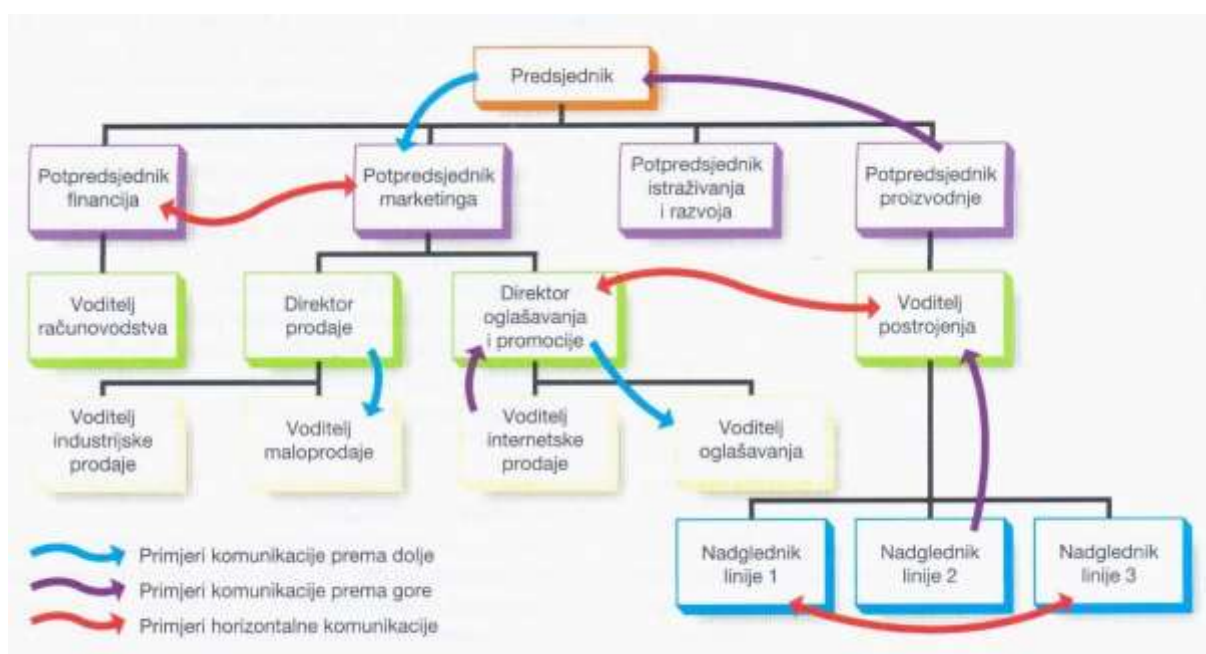 Predsjednik
Potpredsjednik
financija
Potpredsjednik
marketinga
Potpredsjednik
istraživanja
i razvoja
Potpredsjednik
proizvodnje
Voditelj
računovodstva
Direktor
prodaje
Direktor
oglašavanja
i promocije
Voditelj
postrojenja
Voditelj
industrijske
prodaje
Voditelj
maloprodaje
Voditelj
internetske
prodaje
Voditelj
oglašavanja
Nadglednik
linije 1
Nadglednik
linije 2
Nadglednik
linije 3
Primjeri komunikacije prema dolje
Primjeri komunikacije prema gore
Primjeri horizontalne komunikacije